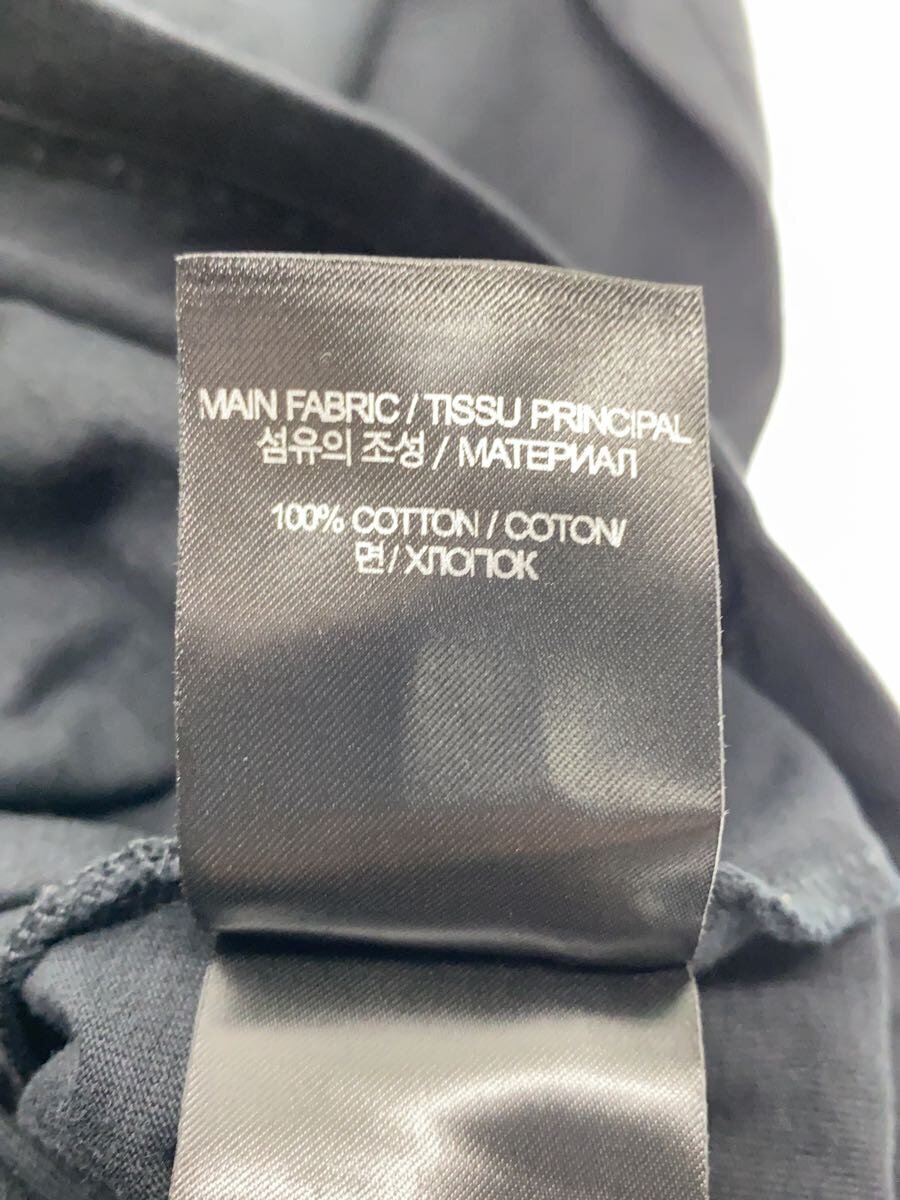 MAIN FABRIC / TISSU PRINCIPAL
섬유의 조성 / МАТЕРИАЛ
100% COTTON / COTON/
면 / ХЛОПОК